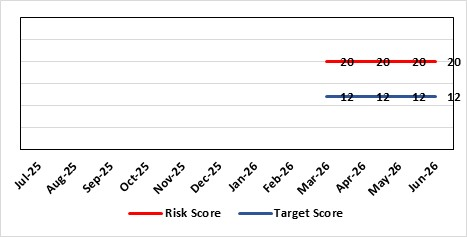 20 20 20 20
12 12 12 12
Jul-25 Aug-25 Sep-25 Oct-25 Nov-25 Dec-25 Jan-26 Feb-26 Mar-26 Apr-26 May-26 Jun-26
Risk Score Target Score